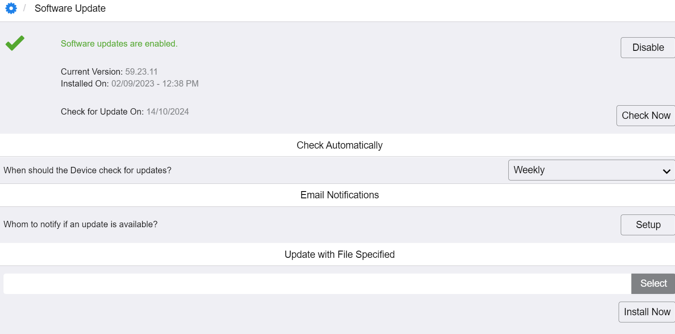 / Software Update
Software updates are enabled.
Disable
Current Version: 59.23.11
Installed On: 02/09/2023 - 12:38 PM
Check for Update On: 14/10/2024
Check Now
Check Automatically
When should the Device check for updates?
Weekly
Email Notifications
Whom to notify if an update is available?
Setup
Update with File Specified
Select
Install Now